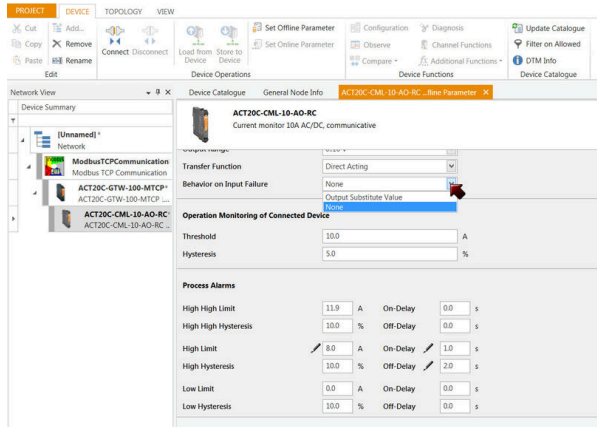 PROJECT DEVICE TOPOLOGY VIEW
Cut Add... Set Offline Parameter Configuration Diagnosis Update Catalogue
Copy Remove Connect Disconnect Load from Device Store to Device Set Online Parameter Observe Channel Functions Filter on Allowed
Paste Rename Compare Additional Functions DTM Info
Edit Device Operations Device Functions Device Catalogue
Network View Device Catalogue General Node Info ACT20C-CML-10-AO-RC ...ffline Parameter
Device Summary
ACT20C-CML-10-AO-RC
Current monitor 10A AC/DC, communicative
[Unnamed] *
Network
ModbusTCPCommunication
Modbus TCP Communication
ACT20C-GTW-100-MTCP*
ACT20C-GTW-100-MTCP ...
ACT20C-CML-10-AO-RC*
ACT20C-CML-10-AO-RC ...
Transfer Function Direct Acting
Behavior on Input Failure None
Output Substitute Value
None
Operation Monitoring of Connected Device
Threshold 10.0 A
Hysteresis 5.0 %
Process Alarms
High High Limit 11.9 A On-Delay 0.0 s
High High Hysteresis 10.0 % Off-Delay 0.0 s
High Limit 8.0 A On-Delay 1.0 s
High Hysteresis 10.0 % Off-Delay 2.0 s
Low Limit 0.0 A On-Delay 0.0 s
Low Hysteresis 10.0 % Off-Delay 0.0 s